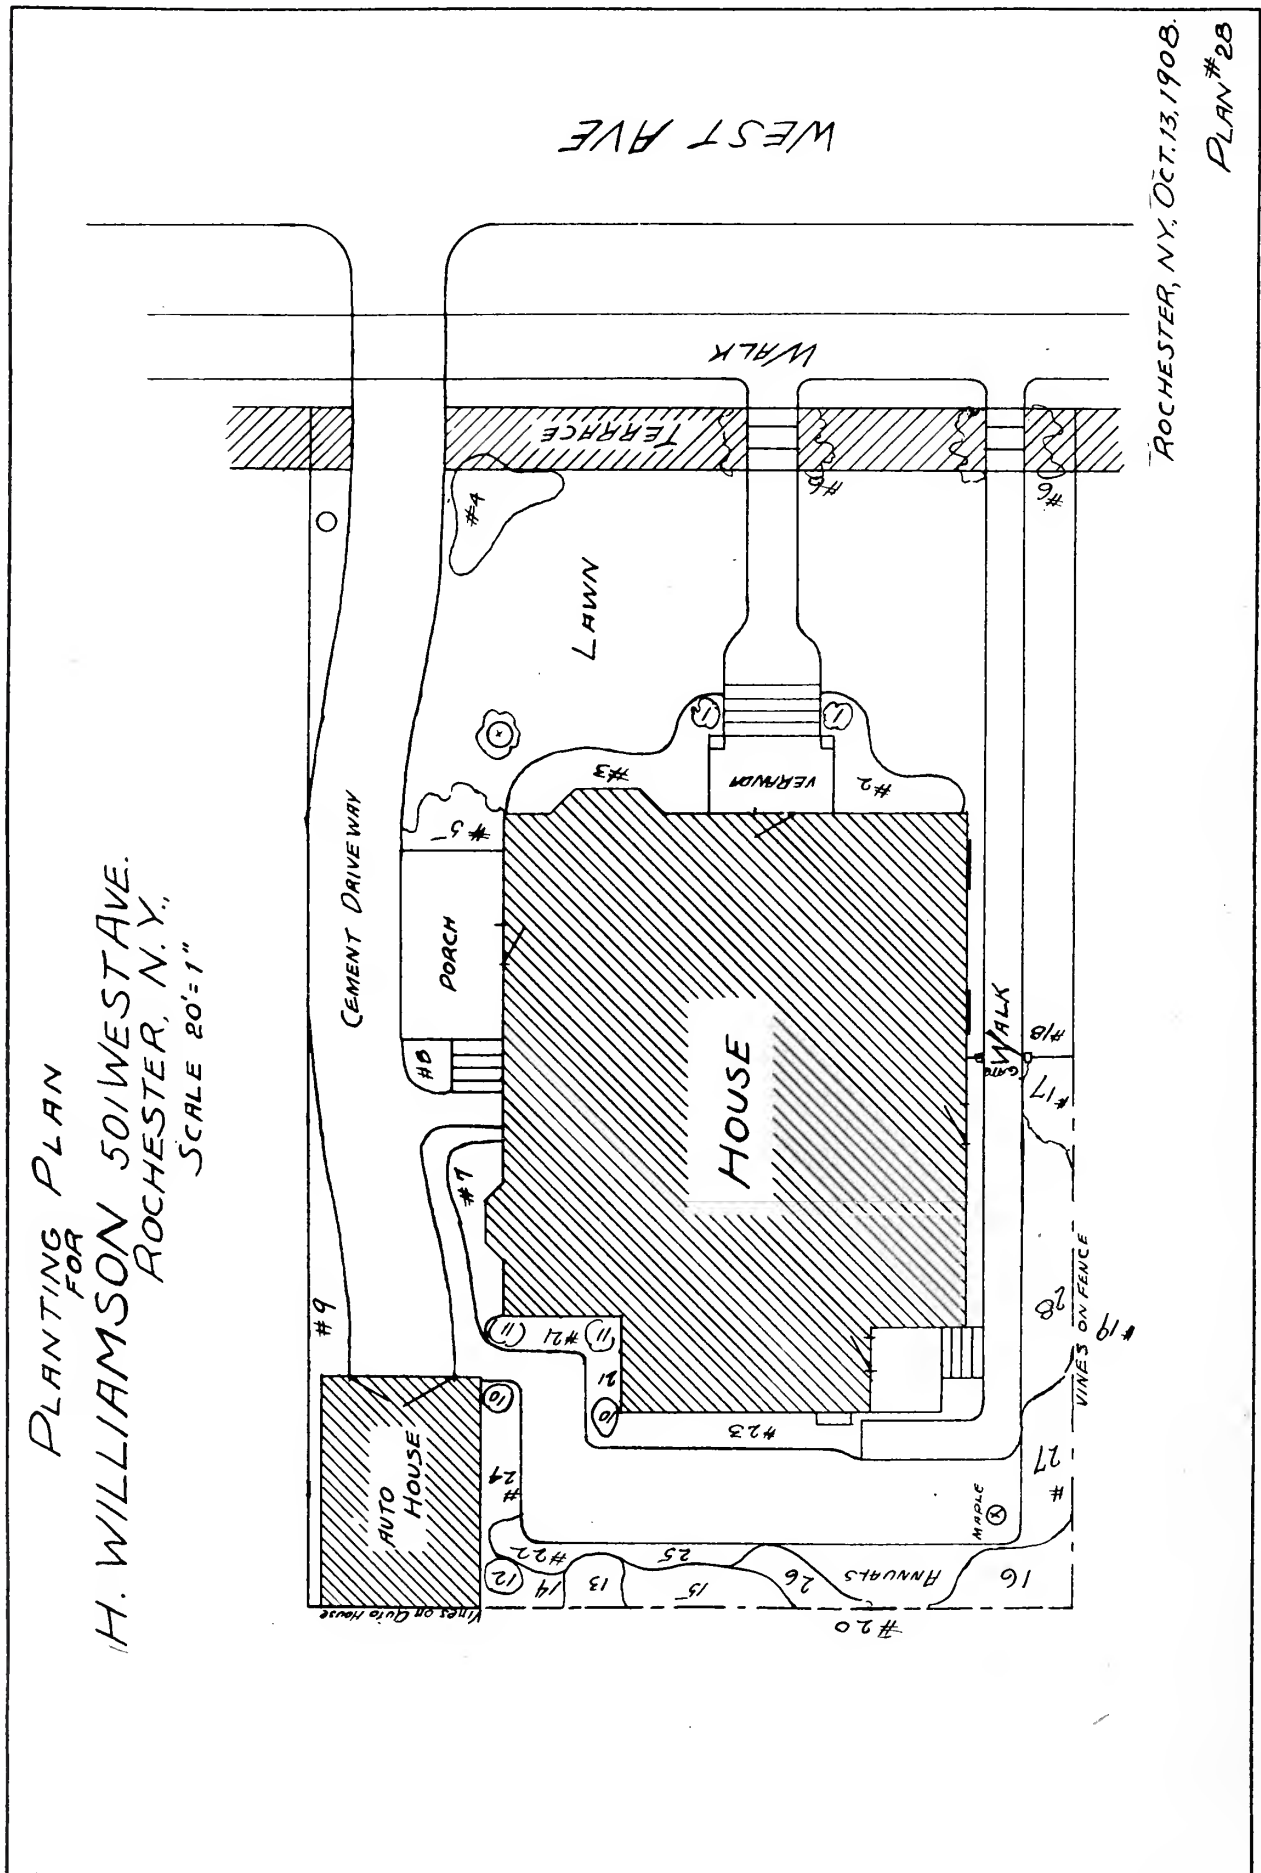 PLANTING PLAN
FOR
H. WILLIAMSON 501 WEST AVE.
ROCHESTER, N.Y.,
SCALE 20'=1"
WEST AVE
WALK
TERRACE
#6
#6
#4
LAWN
CEMENT DRIVEWAY
1
1
#3
VERANDA
#2
#5
PORCH
#8
HOUSE
WALK
GATE
#18
#17
#7
#9
11
#21
11
21
10
10
#23
28
VINES ON FENCE
#19
AUTO
HOUSE
#24
27
#
MAPLE
#22
25
26
ANNUALS
16
12
14
13
15
Vines on Auto House
#20
ROCHESTER, N.Y., OCT. 13, 1908.
PLAN #28